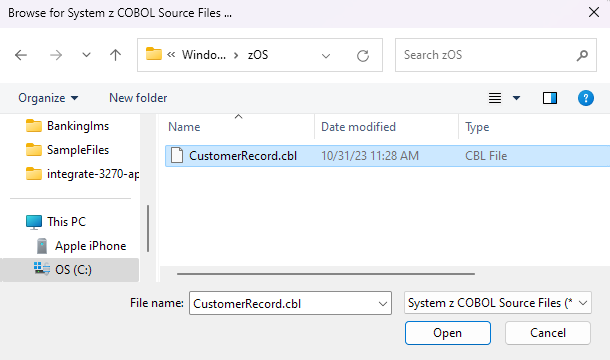 Browse for System z COBOL Source Files ...
« Windo... > zOS
Search zOS
Organize
New folder
?
Name
Date modified
Type
BankingIms
SampleFiles
integrate-3270-ap
This PC
Apple iPhone
OS (C:)
CustomerRecord.cbl
10/31/23 11:28 AM
CBL File
File name:
CustomerRecord.cbl
System z COBOL Source Files (*
Open
Cancel